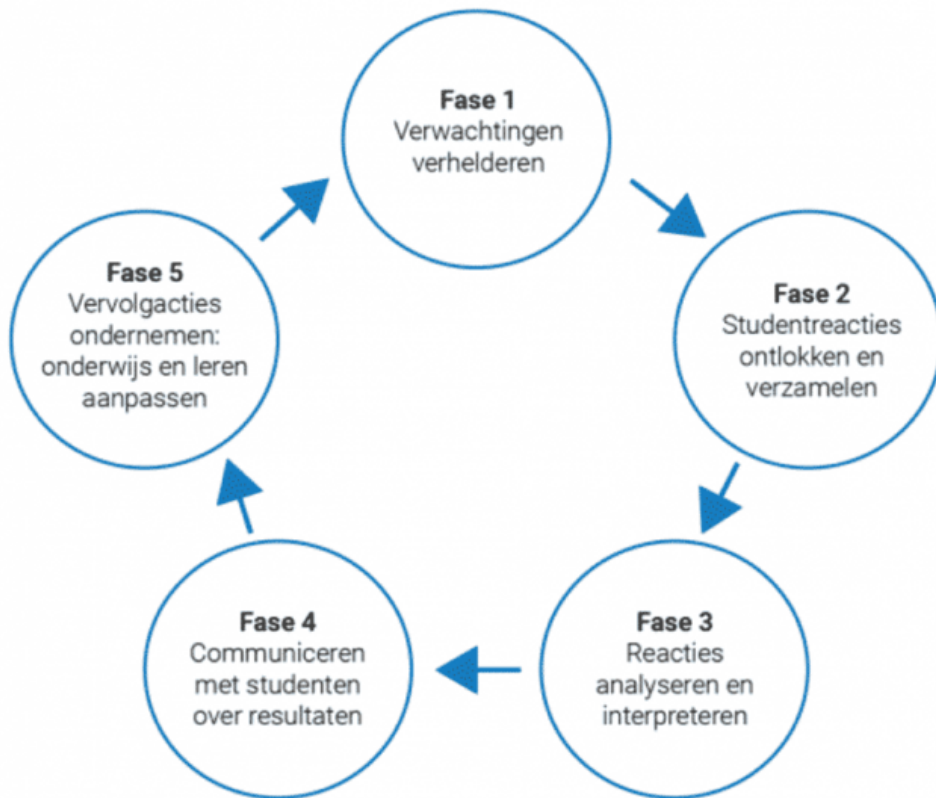 Fase 1
Verwachtingen
verhelderen
Fase 2
Studentreacties
ontlokken en
verzamelen
Fase 3
Reacties
analyseren en
interpreteren
Fase 4
Communiceren
met studenten
over resultaten
Fase 5
Vervolgacties
ondernemen:
onderwijs en leren
aanpassen